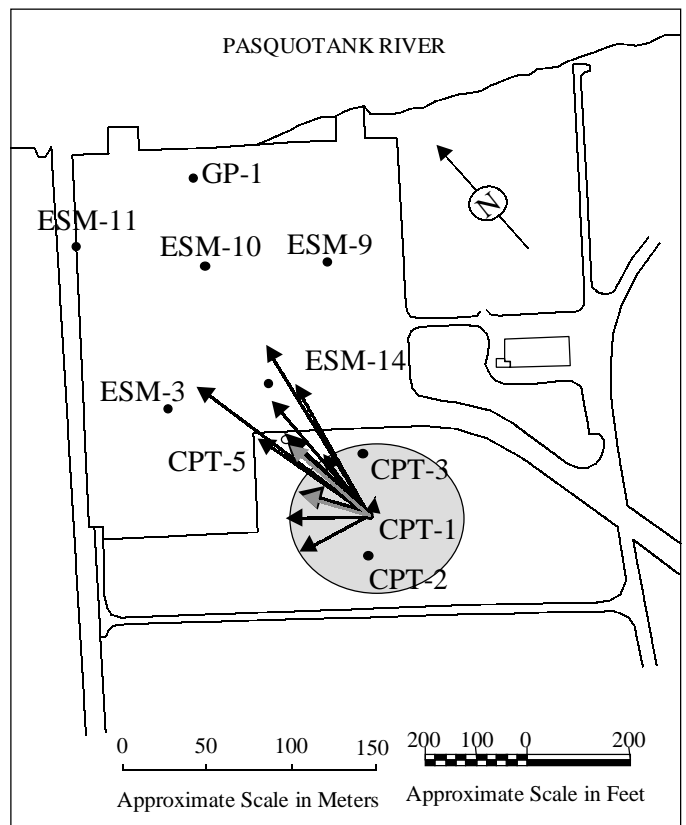 PASQUOTANK RIVER
GP-1
N
ESM-11
ESM-10
ESM-9
ESM-14
ESM-3
CPT-5
CPT-3
CPT-1
CPT-2
0 50 100 150
200 100 0 200
Approximate Scale in Meters
Approximate Scale in Feet